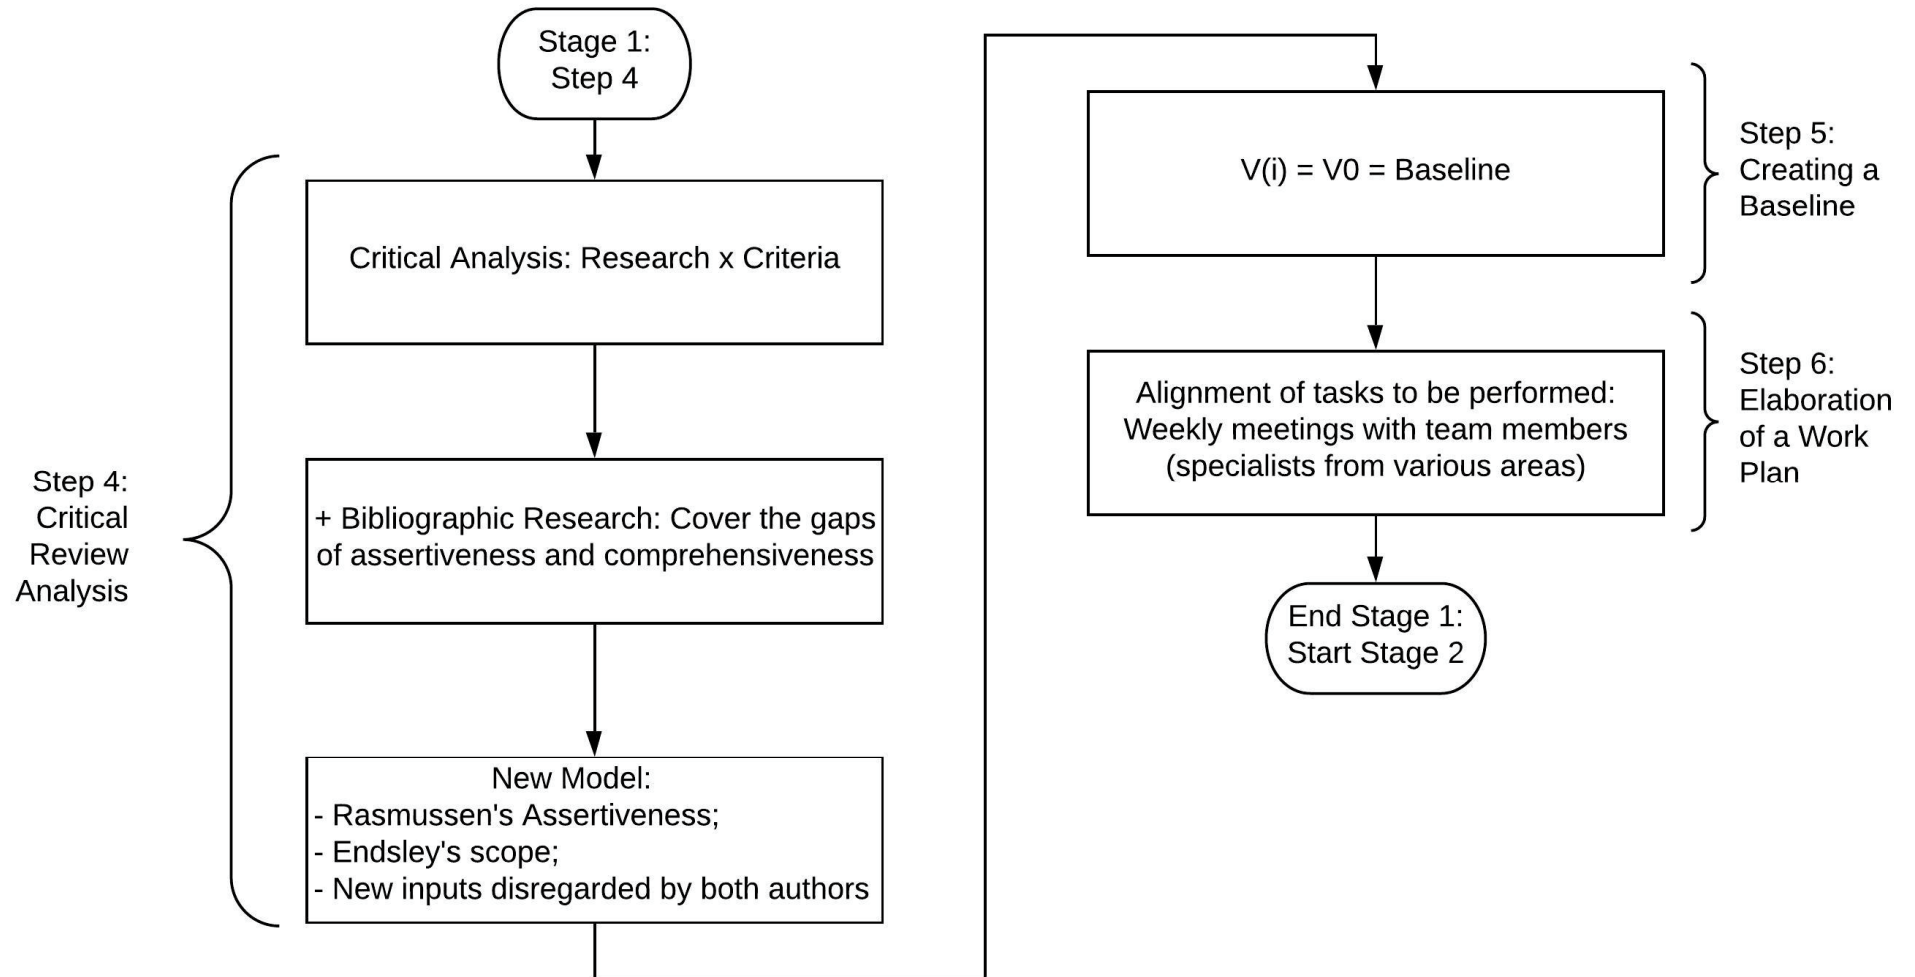 Stage 1:
Step 4
Critical Analysis: Research x Criteria
+ Bibliographic Research: Cover the gaps
of assertiveness and comprehensiveness
New Model:
- Rasmussen's Assertiveness;
- Endsley's scope;
- New inputs disregarded by both authors
Step 4:
Critical
Review
Analysis
V(i) = V0 = Baseline
Step 5:
Creating a
Baseline
Alignment of tasks to be performed:
Weekly meetings with team members
(specialists from various areas)
Step 6:
Elaboration
of a Work
Plan
End Stage 1:
Start Stage 2